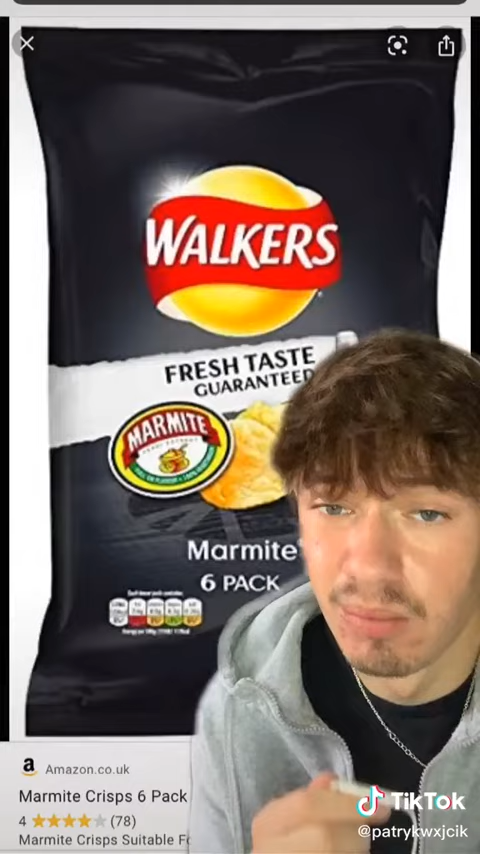 WALKERS
FRESH TASTE
GUARANTEED
MARMITE
Marmite
6 PACK
a Amazon.co.uk
Marmite Crisps 6 Pack
4 ★★★★☆ (78)
Marmite Crisps Suitable Fo
TikTok
@patrykwxjcik